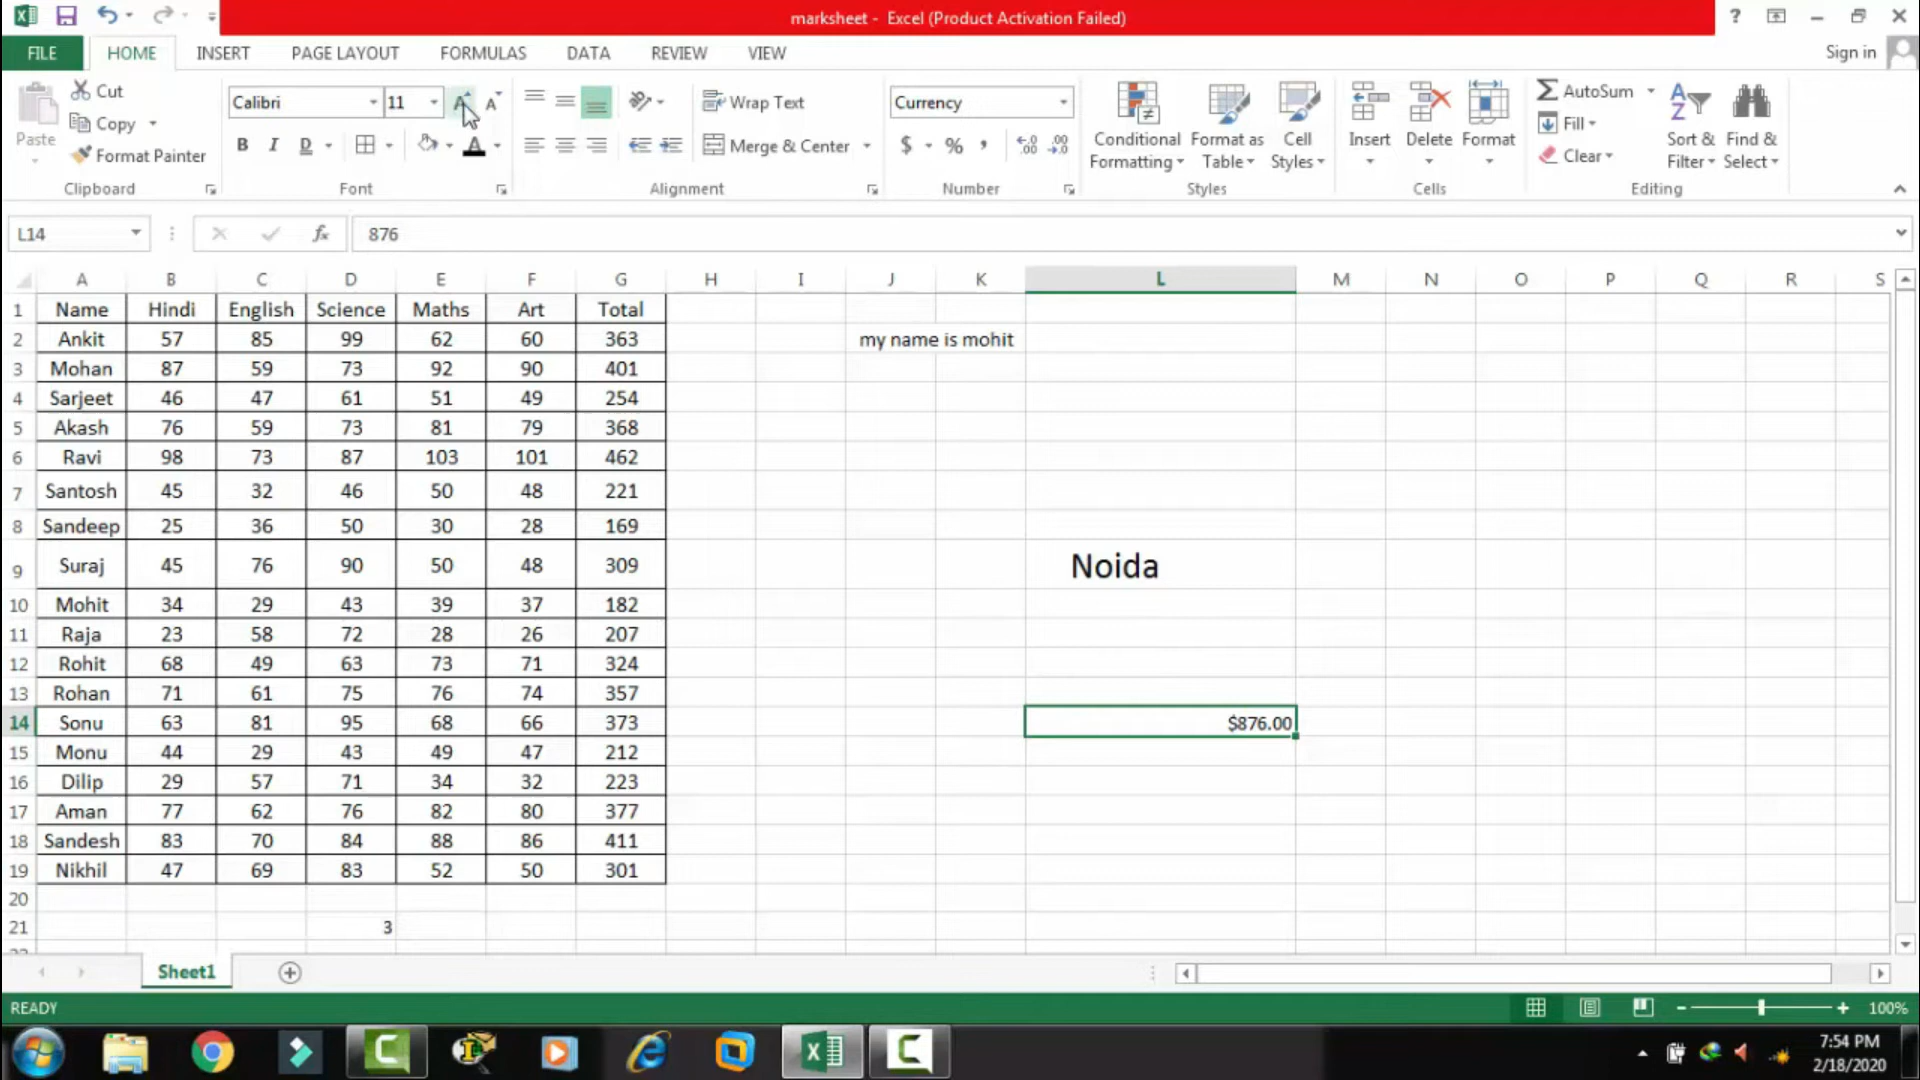 marksheet - Excel (Product Activation Failed)
FILE HOME INSERT PAGE LAYOUT FORMULAS DATA REVIEW VIEW Sign in
Paste
Cut
Copy
Format Painter
Clipboard
Calibri 11
B I D A
Font
Wrap Text
Merge & Center
Alignment
Currency
$ % ,
Number
Conditional Formatting
Format as Table
Cell Styles
Styles
Insert
Delete
Format
Cells
AutoSum
Fill
Clear
Sort & Filter
Find & Select
Editing
L14 fx 876
A B C D E F G H I J K L M N O P Q R S
1 Name Hindi English Science Maths Art Total
2 Ankit 57 85 99 62 60 363 my name is mohit
3 Mohan 87 59 73 92 90 401
4 Sarjeet 46 47 61 51 49 254
5 Akash 76 59 73 81 79 368
6 Ravi 98 73 87 103 101 462
7 Santosh 45 32 46 50 48 221
8 Sandeep 25 36 50 30 28 169
9 Suraj 45 76 90 50 48 309 Noida
10 Mohit 34 29 43 39 37 182
11 Raja 23 58 72 28 26 207
12 Rohit 68 49 63 73 71 324
13 Rohan 71 61 75 76 74 357
14 Sonu 63 81 95 68 66 373 $876.00
15 Monu 44 29 43 49 47 212
16 Dilip 29 57 71 34 32 223
17 Aman 77 62 76 82 80 377
18 Sandesh 83 70 84 88 86 411
19 Nikhil 47 69 83 52 50 301
20
21 3
Sheet1
READY 100%
7:54 PM
2/18/2020